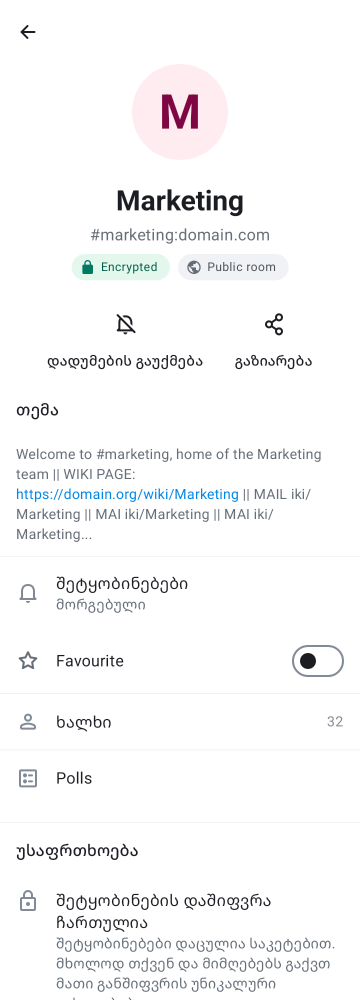 M
Marketing
#marketing:domain.com
Encrypted
Public room
დადუმების გაუქმება
გაზიარება
თემა
Welcome to #marketing, home of the Marketing
team || WIKI PAGE:
https://domain.org/wiki/Marketing || MAIL iki/
Marketing || MAI iki/Marketing || MAI iki/
Marketing...
შეტყობინებები
მორგებული
Favourite
ხალხი
32
Polls
უსაფრთხოება
შეტყობინების დაშიფვრა
ჩართულია
შეტყობინებები დაცულია საკეტებით.
მხოლოდ თქვენ და მიმღებებს გაქვთ
მათი განშიფვრის უნიკალური